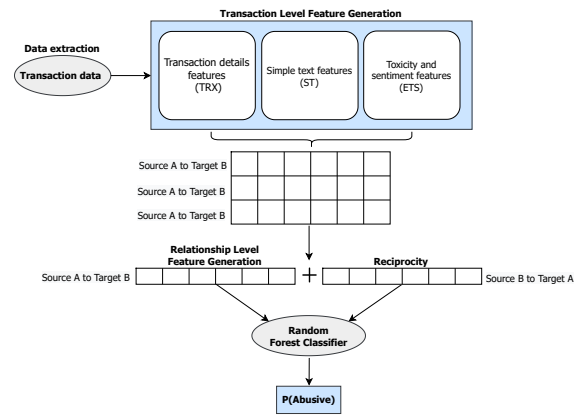 Transaction Level Feature Generation
Data extraction
Transaction data
Transaction details
features
(TRX)
Simple text features
(ST)
Toxicity and
sentiment features
(ETS)
Source A to Target B
Source A to Target B
Source A to Target B
Relationship Level
Feature Generation
Reciprocity
Source A to Target B
+
Source B to Target A
Random
Forest Classifier
P(Abusive)